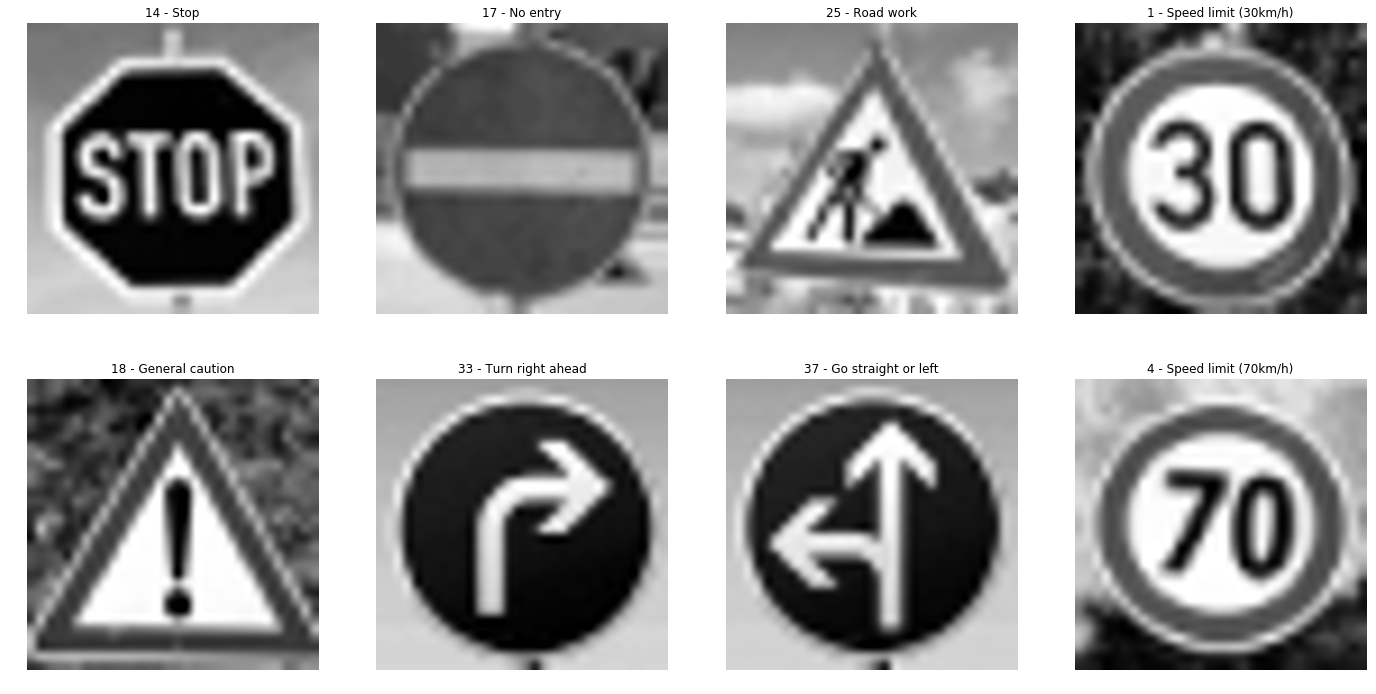 14 - Stop
17 - No entry
25 - Road work
1 - Speed limit (30km/h)
STOP
30
18 - General caution
33 - Turn right ahead
37 - Go straight or left
4 - Speed limit (70km/h)
!
70